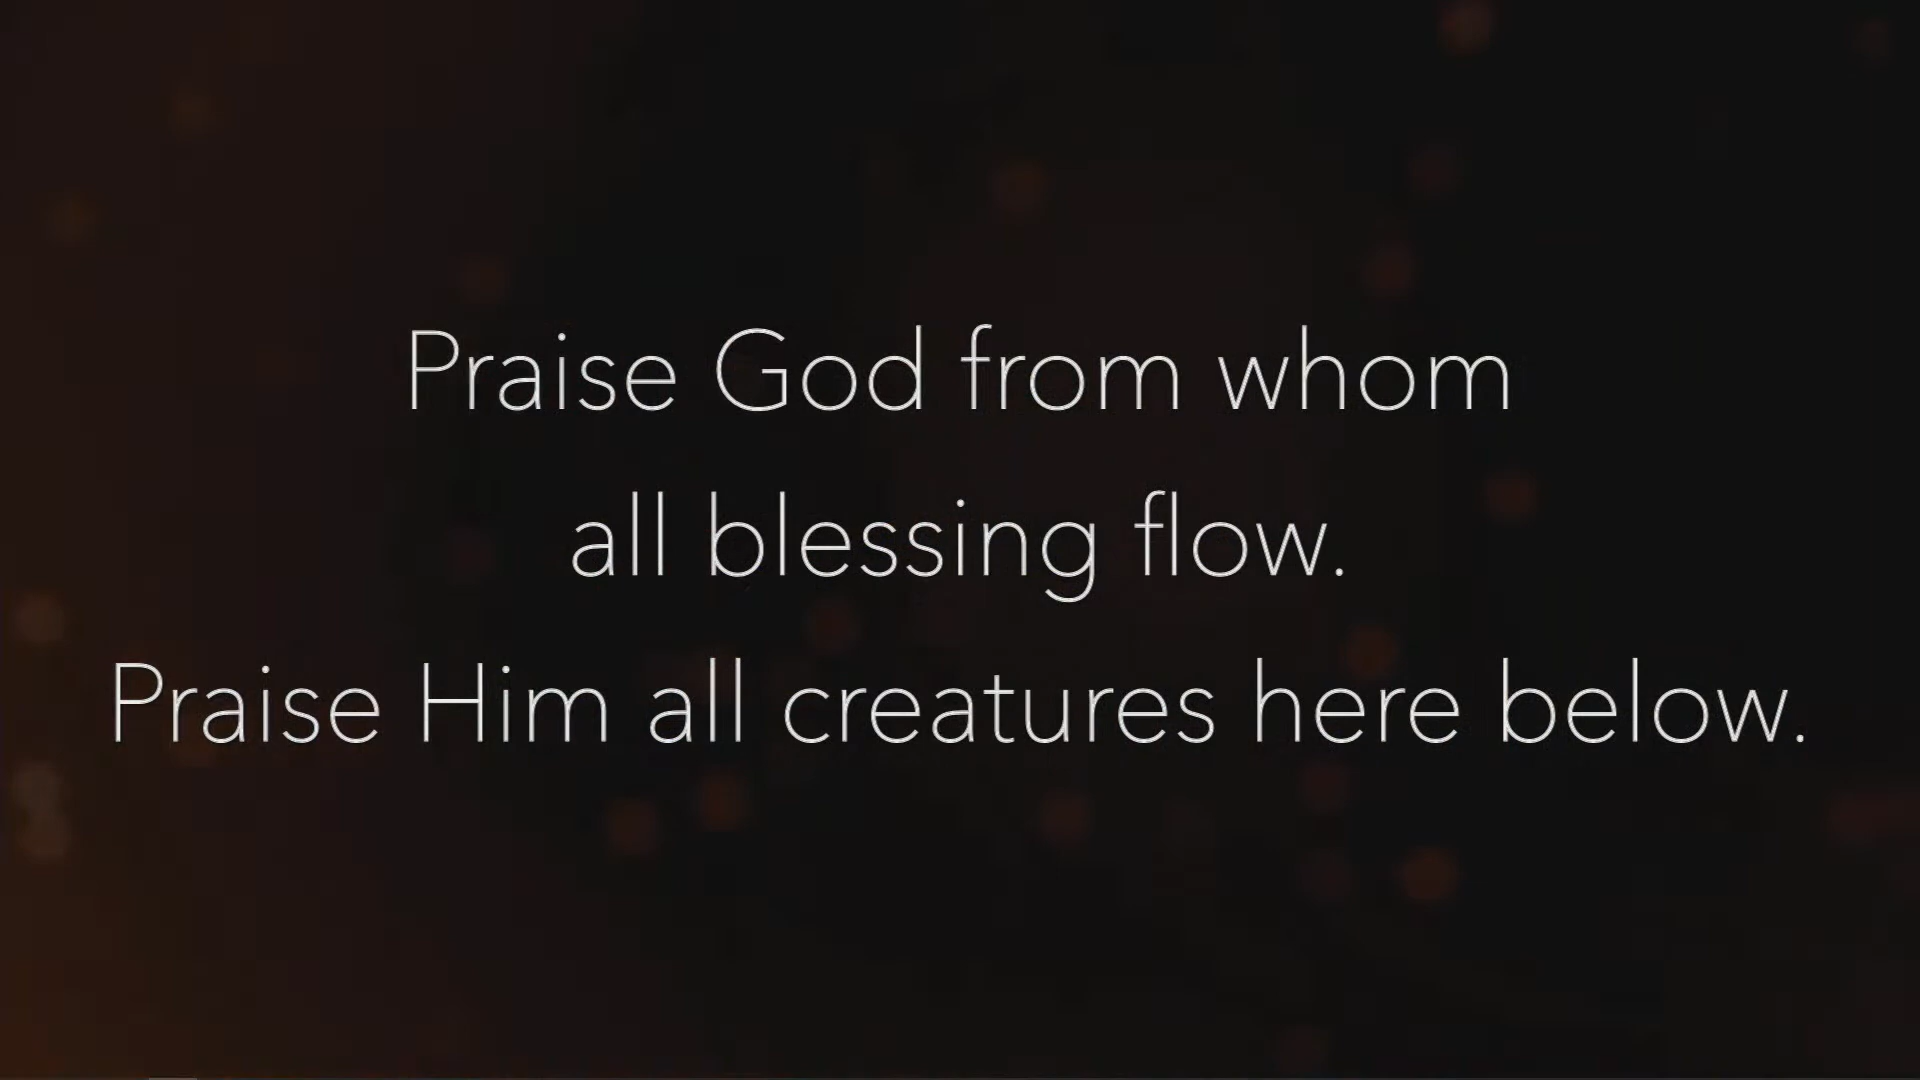 Praise God from whom
all blessing flow.
Praise Him all creatures here below.